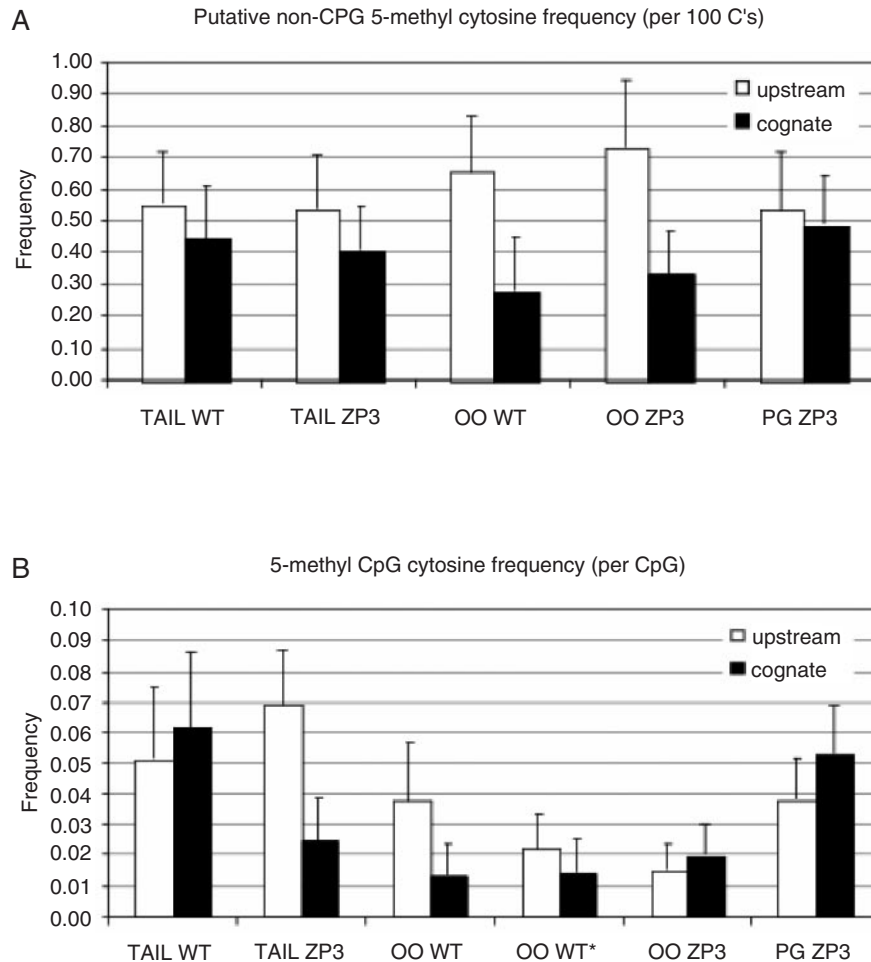 A
Putative non-CPG 5-methyl cytosine frequency (per 100 C's)
1.00
0.90
0.80
0.70
0.60
0.50
0.40
0.30
0.20
0.10
0.00
Frequency
upstream
cognate
TAIL WT
TAIL ZP3
OO WT
OO ZP3
PG ZP3
B
5-methyl CpG cytosine frequency (per CpG)
0.10
0.09
0.08
0.07
0.06
0.05
0.04
0.03
0.02
0.01
0.00
Frequency
upstream
cognate
TAIL WT
TAIL ZP3
OO WT
OO WT*
OO ZP3
PG ZP3